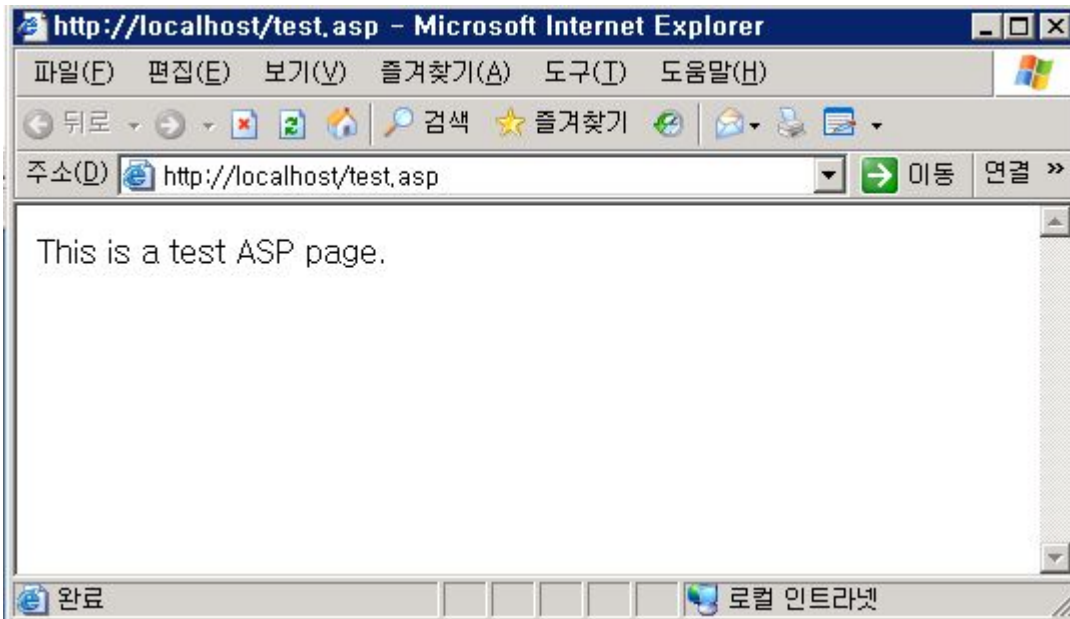 http://localhost/test.asp - Microsoft Internet Explorer
파일(F) 편집(E) 보기(V) 즐겨찾기(A) 도구(T) 도움말(H)
뒤로 검색 즐겨찾기
주소(D) http://localhost/test.asp 이동 연결 »
This is a test ASP page.
완료 로컬 인트라넷